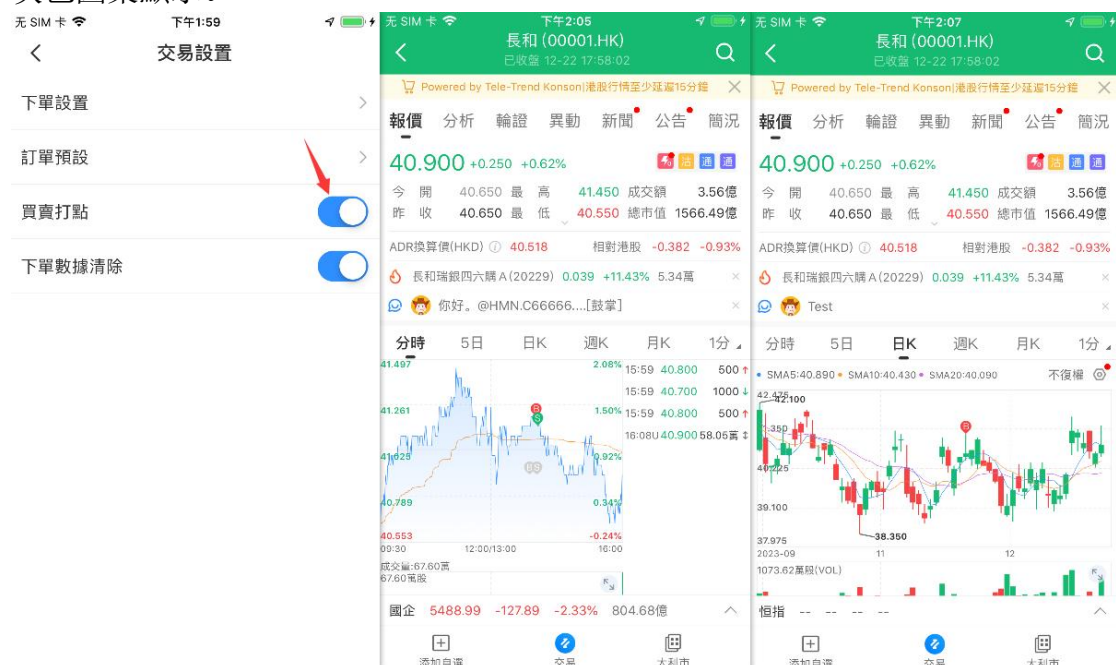 无 SIM 卡
下午1:59
交易設置
下單設置
訂單預設
買賣打點
下單數據清除
无 SIM 卡
下午2:05
長和 (00001.HK)
已收盤 12-22 17:58:02
Powered by Tele-Trend Konson|港股行情至少延遲15分鐘
報價 分析 輪證 異動 新聞 公告 簡況
40.900 +0.250 +0.62%
活 通 通
今 開 40.650 最 高 41.450 成交額 3.56億
昨 收 40.650 最 低 40.550 總市值 1566.49億
ADR換算價(HKD) 40.518 相對港股 -0.382 -0.93%
長和瑞銀四六購A(20229) 0.039 +11.43% 5.34萬
你好。@HMN.C66666....[鼓掌]
分時 5日 日K 週K 月K 1分
41.497 2.08%
15:59 40.800 500
15:59 40.700 1000
41.261 1.50%
15:59 40.800 500
16:08U 40.900 58.05萬
B
S
41.025 0.92%
BS
40.789 0.34%
40.553 -0.24%
09:30 12:00/13:00 16:00
成交量:67.60萬
67.60萬股
國企 5488.99 -127.89 -2.33% 804.68億
添加自選 交易 大利市
无 SIM 卡
下午2:07
長和 (00001.HK)
已收盤 12-22 17:58:02
Powered by Tele-Trend Konson|港股行情至少延遲15分鐘
報價 分析 輪證 異動 新聞 公告 簡況
40.900 +0.250 +0.62%
活 通 通
今 開 40.650 最 高 41.450 成交額 3.56億
昨 收 40.650 最 低 40.550 總市值 1566.49億
ADR換算價(HKD) 40.518 相對港股 -0.382 -0.93%
長和瑞銀四六購A(20229) 0.039 +11.43% 5.34萬
Test
分時 5日 日K 週K 月K 1分
SMA5:40.890 SMA10:40.430 SMA20:40.090 不復權
42.475
42.100
B
40.225
39.100
38.350
37.975
2023-09 11 12
1073.62萬股(VOL)
恒指 -- -- -- --
添加自選 交易 大利市